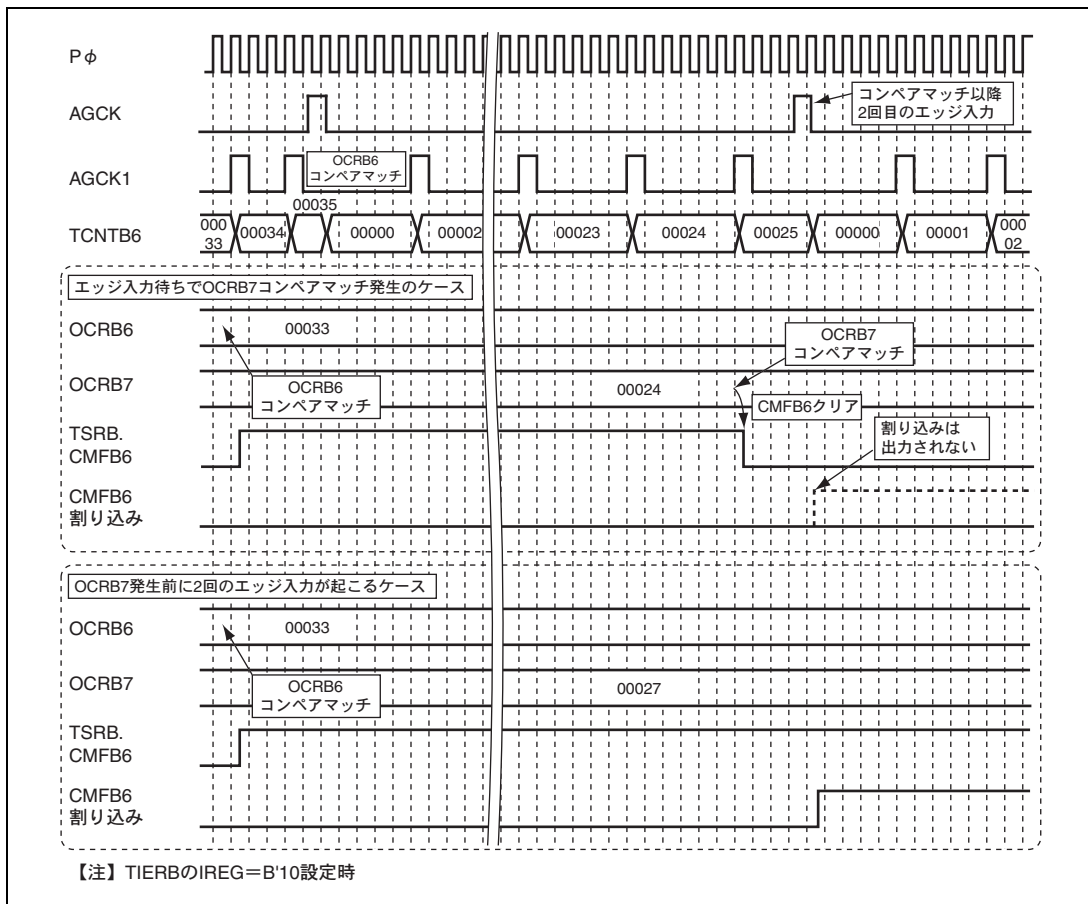 Pφ
AGCK
コンペアマッチ以降
2回目のエッジ入力
AGCK1
OCRB6
コンペアマッチ
00035
TCNTB6
000
33
00034
00000
00002
00023
00024
00025
00000
00001
000
02
エッジ入力待ちでOCRB7コンペアマッチ発生のケース
OCRB6
00033
OCRB7
コンペアマッチ
OCRB7
OCRB6
コンペアマッチ
00024
CMFB6クリア
TSRB.
CMFB6
割り込みは
出力されない
CMFB6
割り込み
OCRB7発生前に2回のエッジ入力が起こるケース
OCRB6
00033
OCRB7
OCRB6
コンペアマッチ
00027
TSRB.
CMFB6
CMFB6
割り込み
【注】TIERBのIREG=B'10設定時